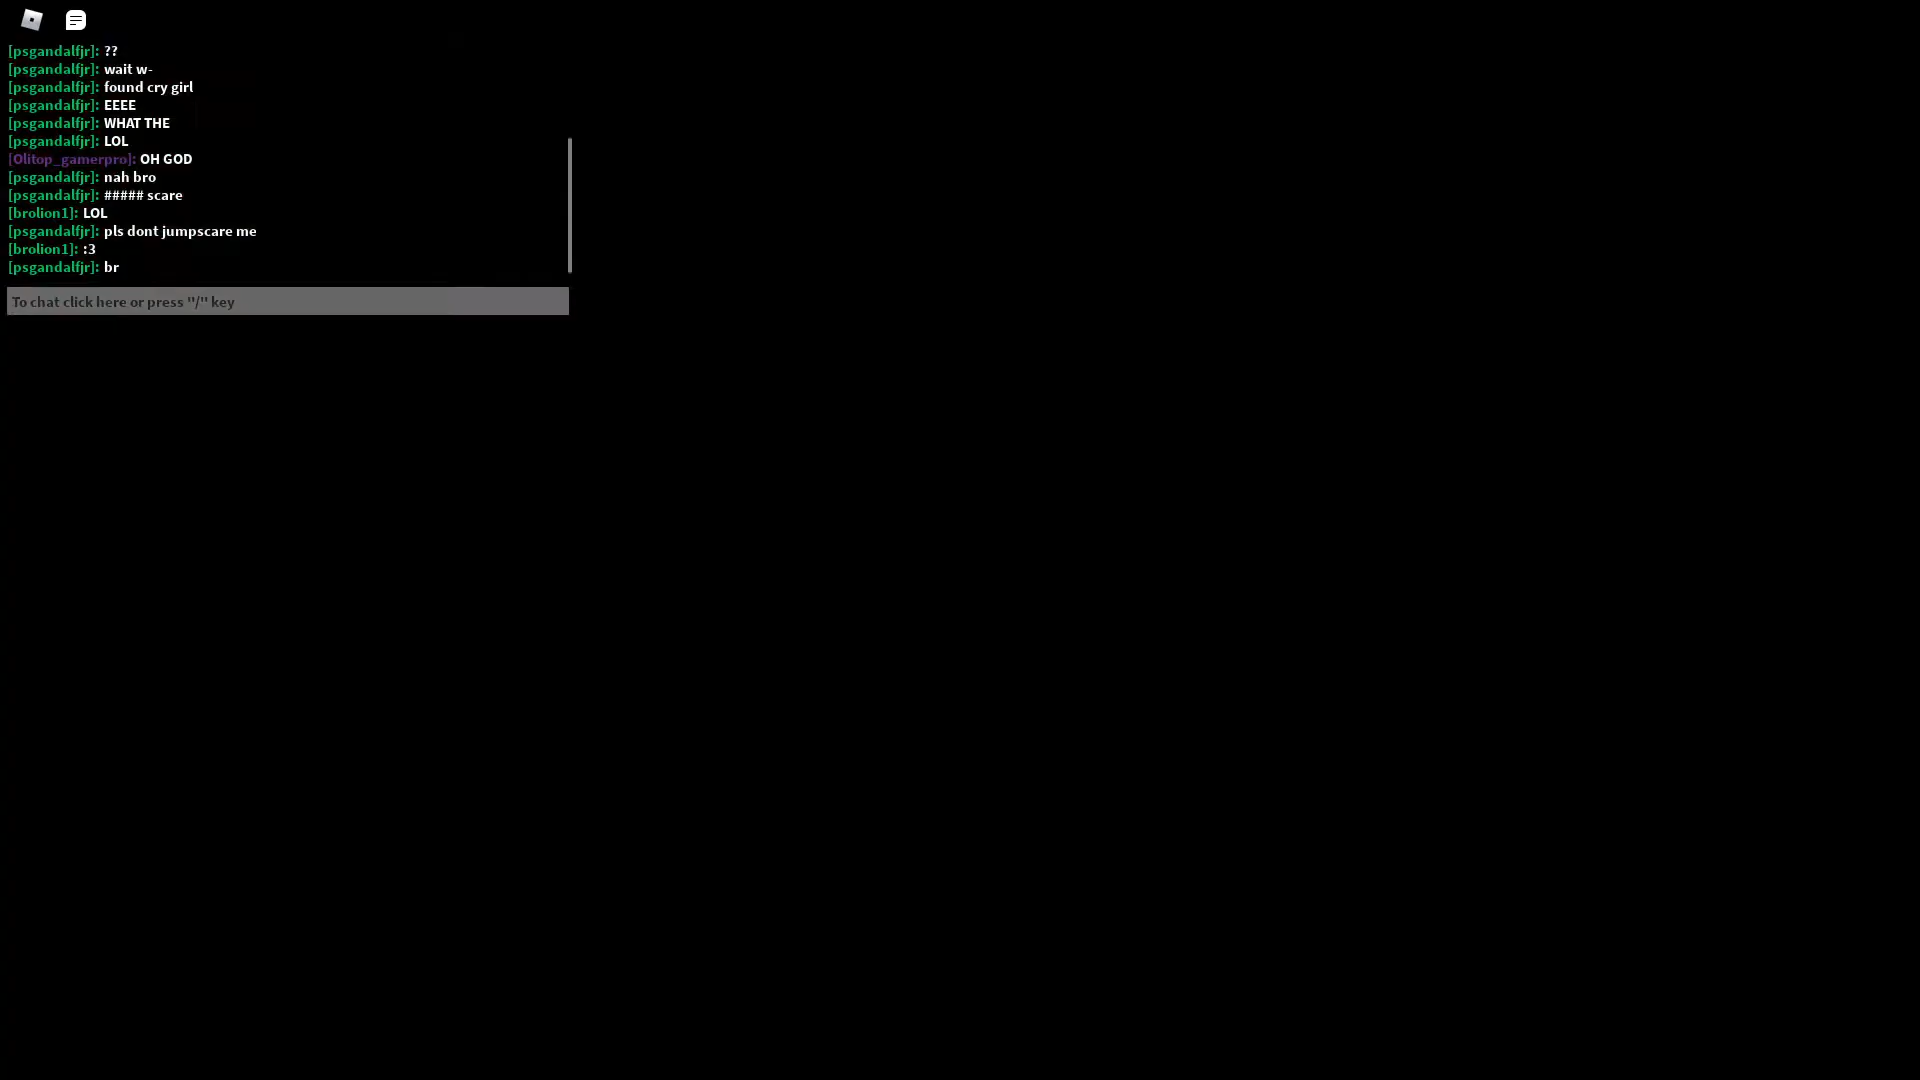 [psgandalfjr]: ??
[psgandalfjr]: wait w-
[psgandalfjr]: found cry girl
[psgandalfjr]: EEEE
[psgandalfjr]: WHAT THE
[psgandalfjr]: LOL
[Olitop_gamerpro]: OH GOD
[psgandalfjr]: nah bro
[psgandalfjr]: ##### scare
[brolion1]: LOL
[psgandalfjr]: pls dont jumpscare me
[brolion1]: :3
[psgandalfjr]: br
To chat click here or press "/" key